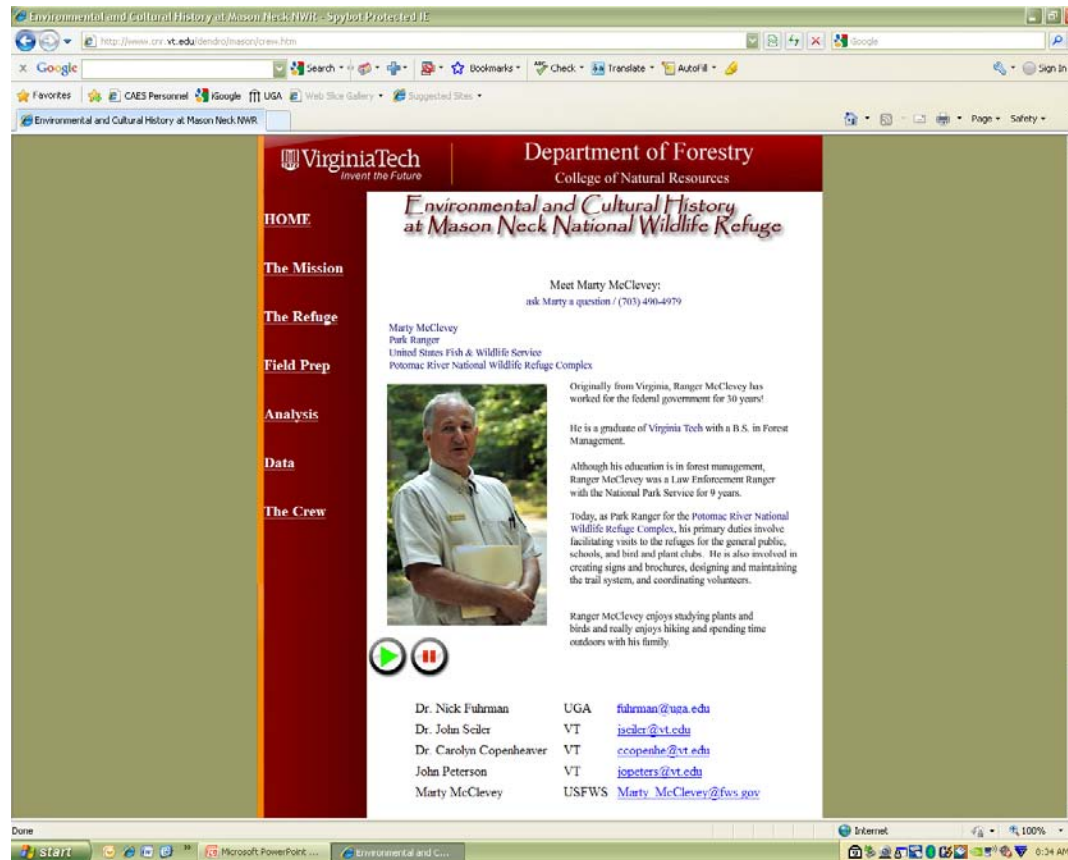 Environmental and Cultural History at Mason Neck NWR - Spybot Protected IE
http://www.cnr.vt.edu/dendro/mason/crew.htm
Google
x Google
Search
Bookmarks
Check
Translate
AutoFill
Sign In
Favorites
CAES Personnel
iGoogle
UGA
Web Slice Gallery
Suggested Sites
Environmental and Cultural History at Mason Neck NWR
Page
Safety
VirginiaTech
Invent the Future
Department of Forestry
College of Natural Resources
Environmental and Cultural History
at Mason Neck National Wildlife Refuge
HOME
The Mission
The Refuge
Field Prep
Analysis
Data
The Crew
Meet Marty McClevey:
ask Marty a question / (703) 490-4979
Marty McClevey
Park Ranger
United States Fish & Wildlife Service
Potomac River National Wildlife Refuge Complex
Originally from Virginia, Ranger McClevey has
worked for the federal government for 30 years!
He is a graduate of Virginia Tech with a B.S. in Forest
Management.
Although his education is in forest management,
Ranger McClevey was a Law Enforcement Ranger
with the National Park Service for 9 years.
Today, as Park Ranger for the Potomac River National
Wildlife Refuge Complex, his primary duties involve
facilitating visits to the refuges for the general public,
schools, and bird and plant clubs. He is also involved in
creating signs and brochures, designing and maintaining
the trail system, and coordinating volunteers.
Ranger McClevey enjoys studying plants and
birds and really enjoys hiking and spending time
outdoors with his family.
Dr. Nick Fuhrman UGA fuhrman@uga.edu
Dr. John Seiler VT jseiler@vt.edu
Dr. Carolyn Copenheaver VT ccopenhe@vt.edu
John Peterson VT jopeters@vt.edu
Marty McClevey USFWS Marty_McClevey@fws.gov
Done
Internet
100%
start
Microsoft PowerPoint ...
Environmental and C...
6:34 AM